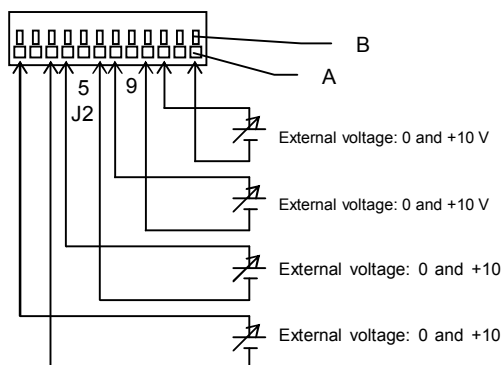 B
A
5 9
J2
External voltage: 0 and +10 V
External voltage: 0 and +10 V
External voltage: 0 and +10
External voltage: 0 and +10